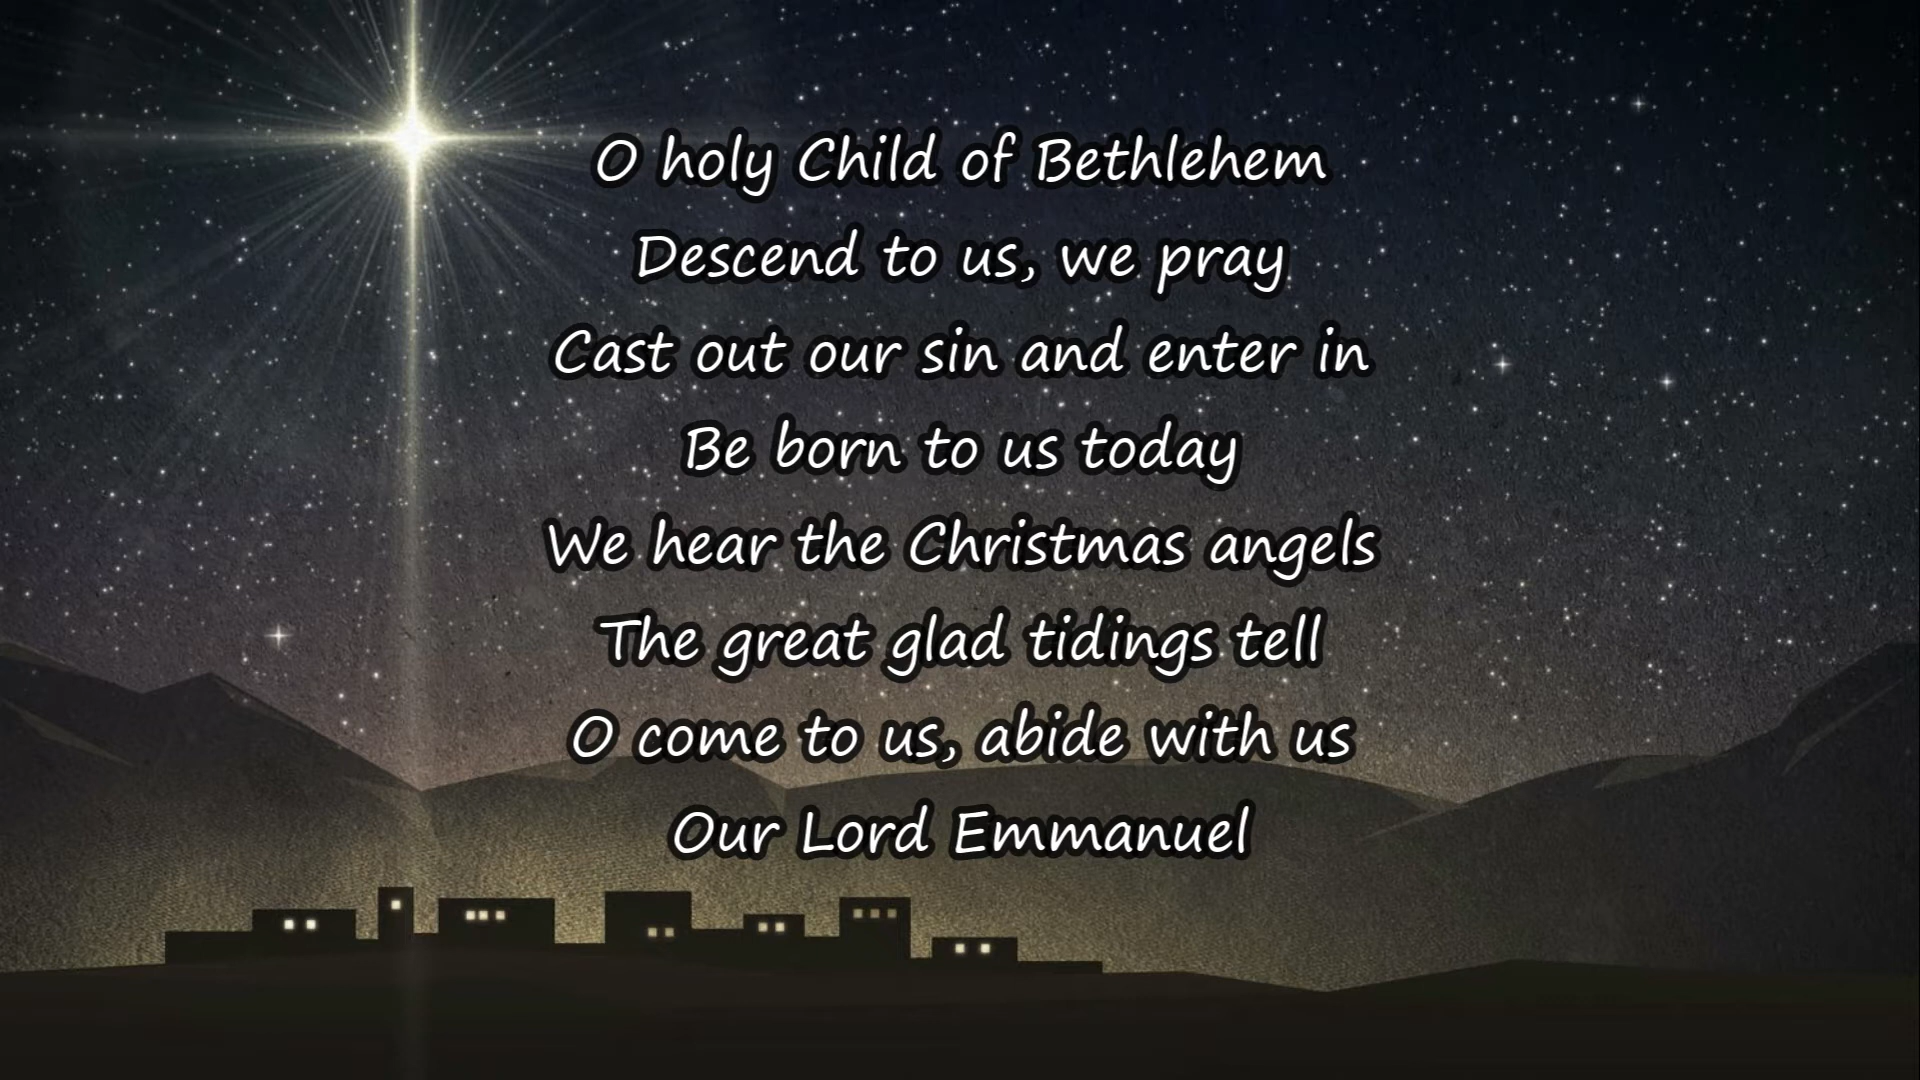 O holy Child of Bethlehem
Descend to us, we pray
Cast out our sin and enter in
Be born to us today
We hear the Christmas angels
The great glad tidings tell
O come to us, abide with us
Our Lord Emmanuel